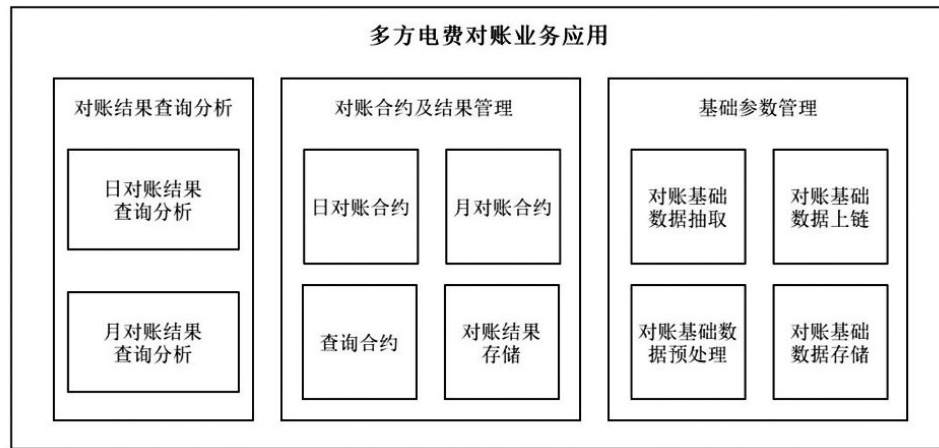 多方电费对账业务应用
对账结果查询分析
日对账结果
查询分析
月对账结果
查询分析
对账合约及结果管理
日对账合约
月对账合约
查询合约
对账结果
存储
基础参数管理
对账基础
数据抽取
对账基础
数据上链
对账基础数
据预处理
对账基础
数据存储